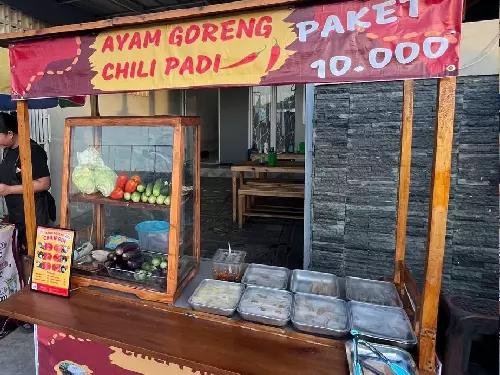 AYAM GORENG
CHILI PADI
PAKET
10.000